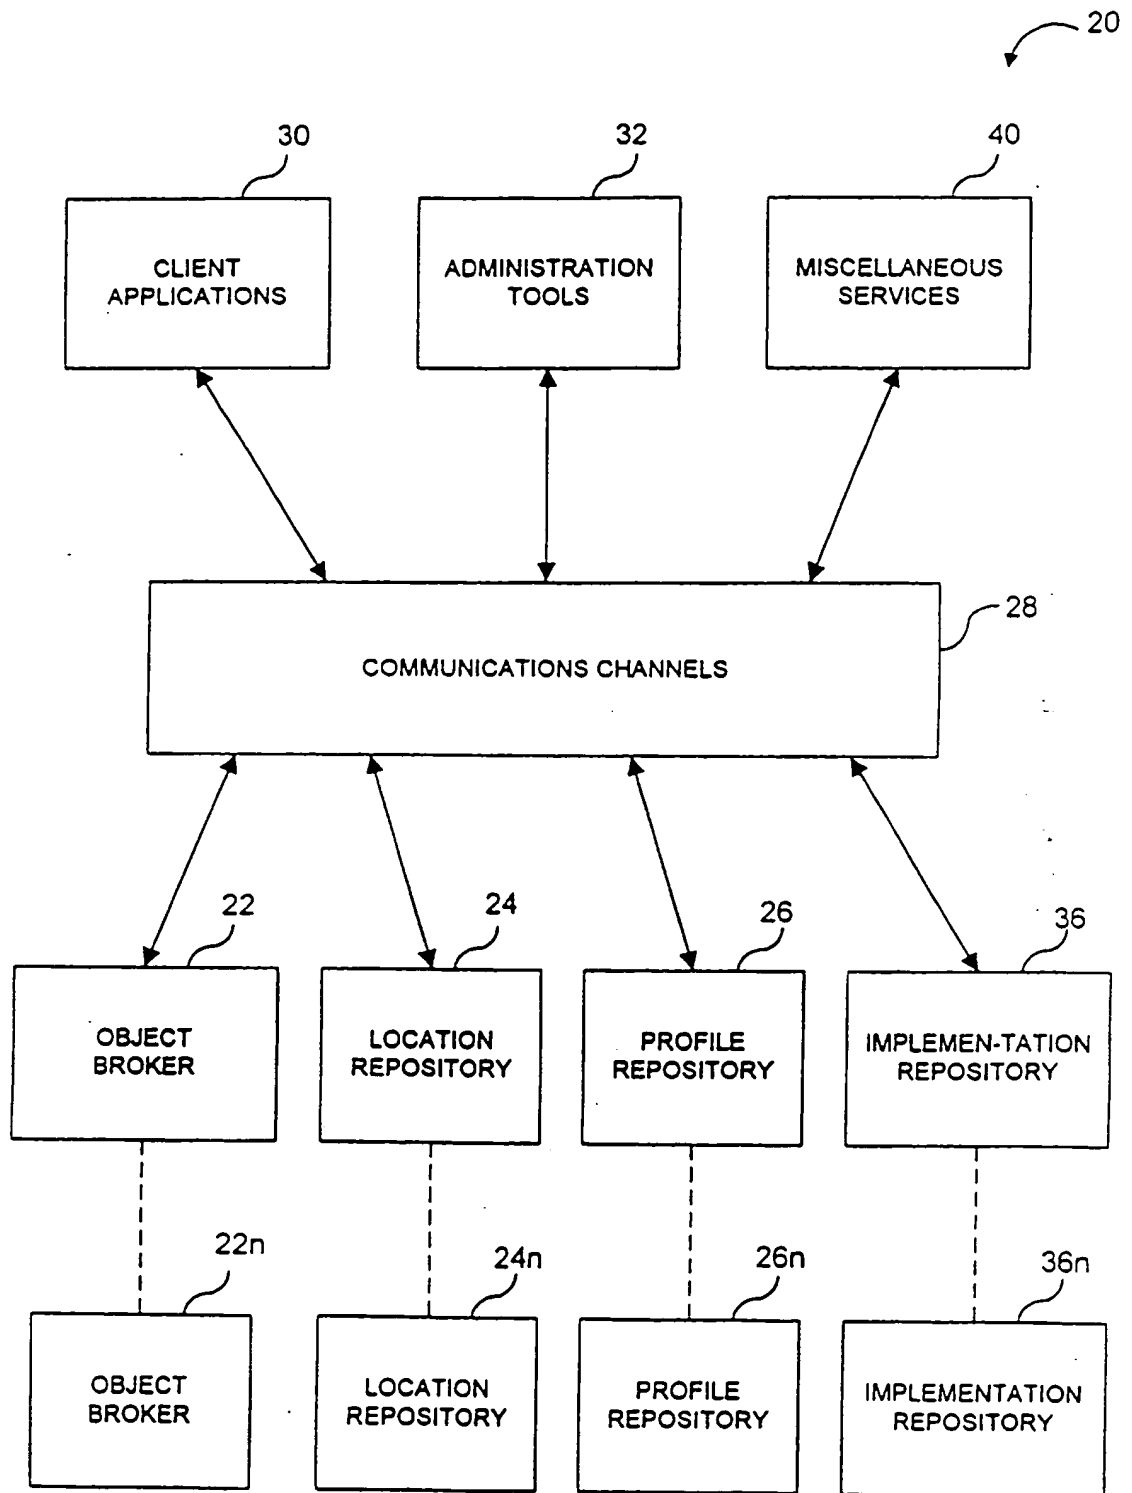 20
30
32
40
CLIENT
APPLICATIONS
ADMINISTRATION
TOOLS
MISCELLANEOUS
SERVICES
28
COMMUNICATIONS CHANNELS
22
24
26
36
OBJECT
BROKER
LOCATION
REPOSITORY
PROFILE
REPOSITORY
IMPLEMEN-TATION
REPOSITORY
22n
24n
26n
36n
OBJECT
BROKER
LOCATION
REPOSITORY
PROFILE
REPOSITORY
IMPLEMENTATION
REPOSITORY